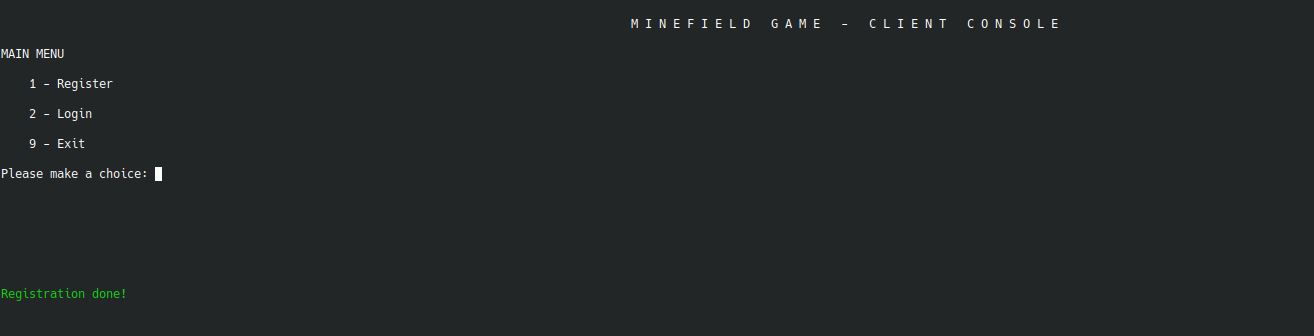 M I N E F I E L D   G A M E  –  C L I E N T   C O N S O L E
MAIN MENU
1 – Register
2 – Login
9 – Exit
Please make a choice:
Registration done!